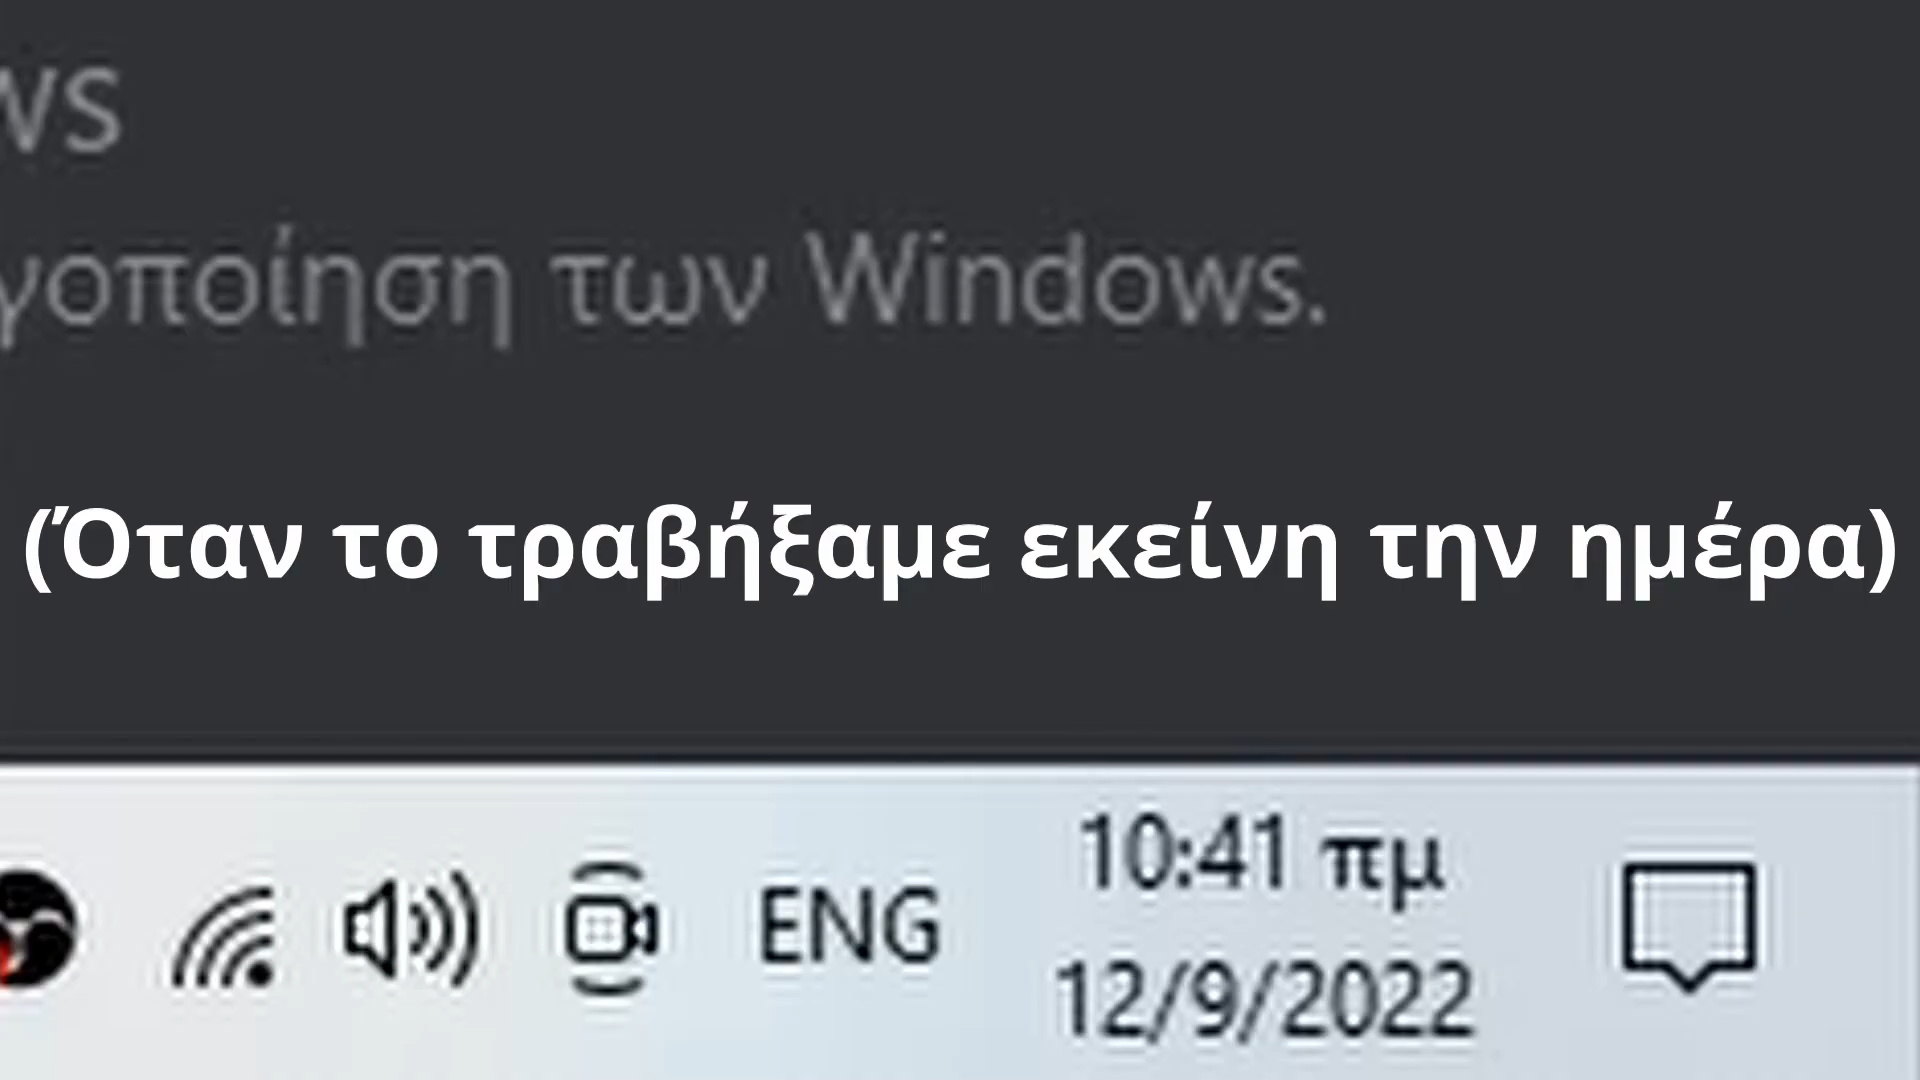 ws
γοποίηση των Windows.
(Όταν το τραβήξαμε εκείνη την ημέρα)
ENG
10:41 πμ
12/9/2022